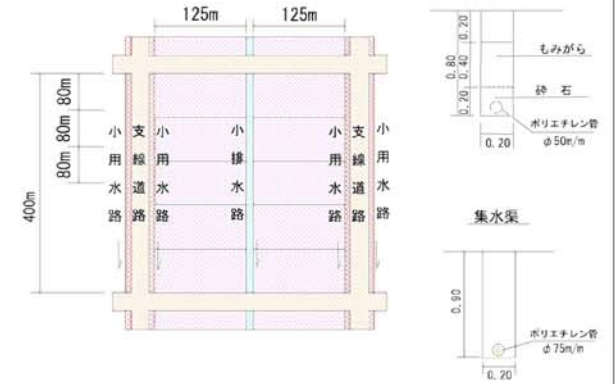 125m 125m
80m
80m
80m
400m
小用水路
支線道路
小用水路
小排水路
小用水路
支線道路
小用水路
0.20
0.80
0.40
0.20
もみがら
砕 石
ポリエチレン管
φ50m/m
0.20
集水渠
0.90
ポリエチレン管
φ75m/m
0.20